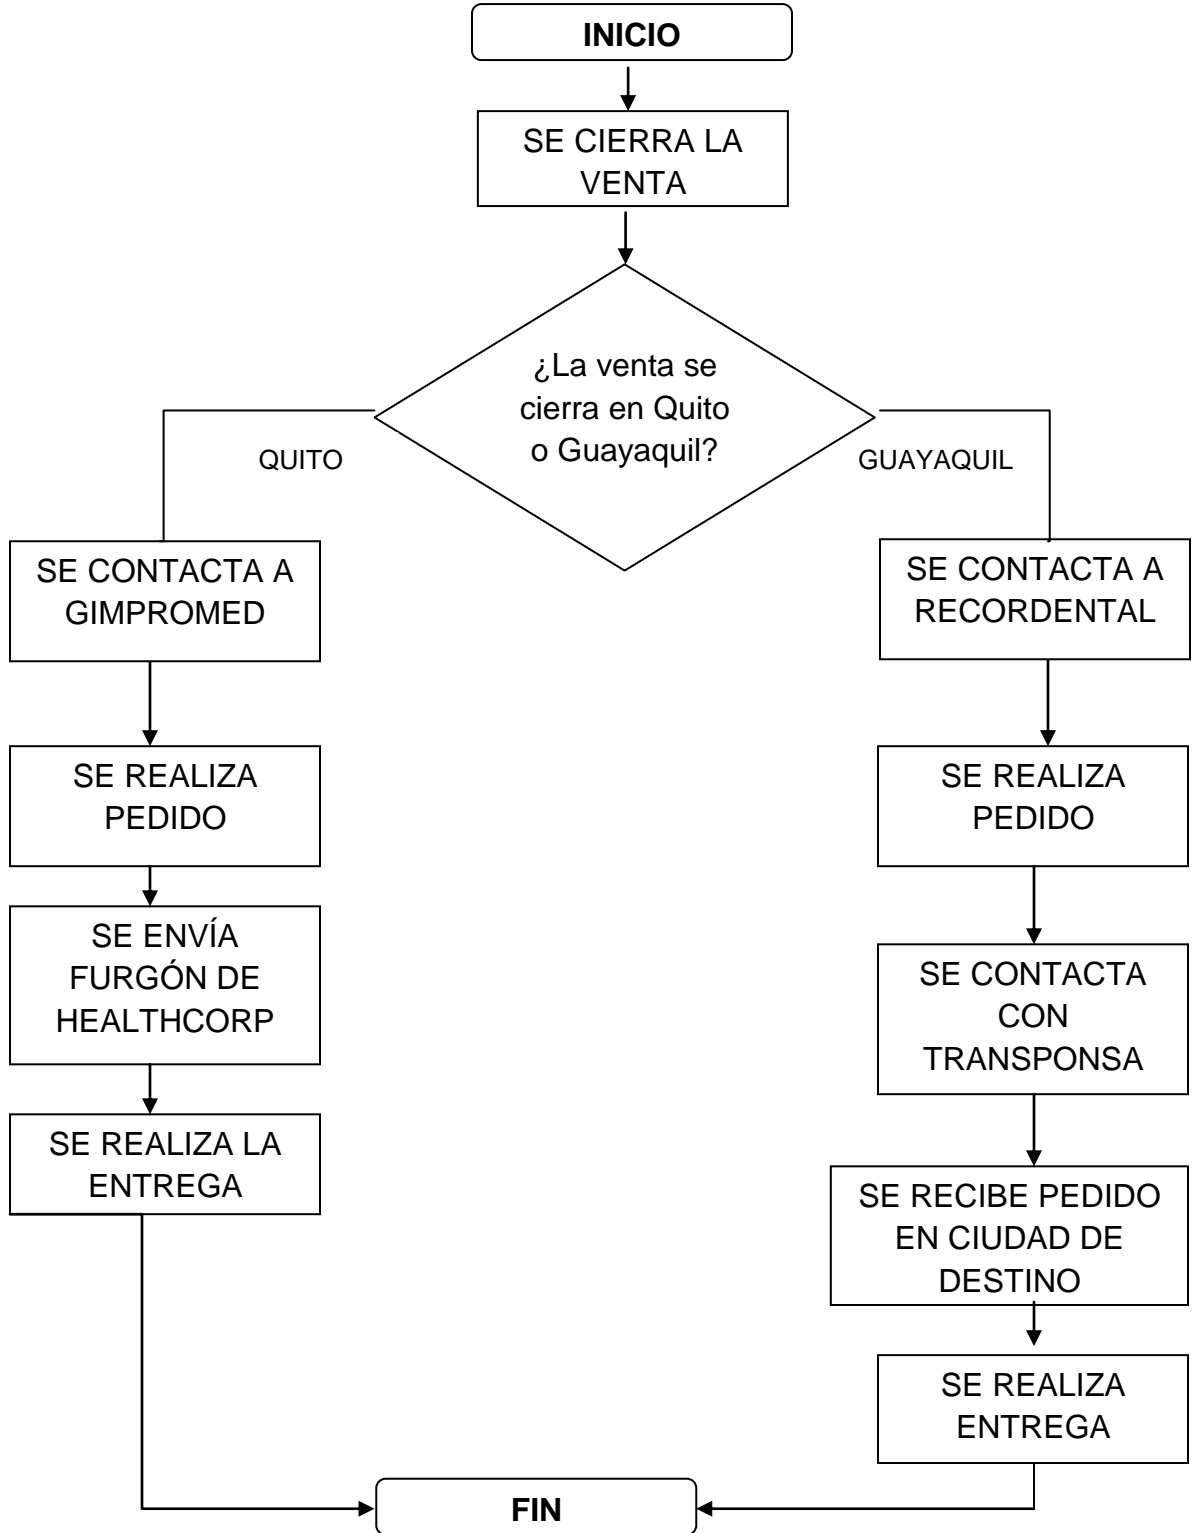 INICIO
SE CIERRA LA
VENTA
¿La venta se
cierra en Quito
o Guayaquil?
QUITO
GUAYAQUIL
SE CONTACTA A
GIMPROMED
SE REALIZA
PEDIDO
SE ENVÍA
FURGÓN DE
HEALTHCORP
SE REALIZA LA
ENTREGA
SE CONTACTA A
RECORDENTAL
SE REALIZA
PEDIDO
SE CONTACTA
CON
TRANSPONSA
SE RECIBE PEDIDO
EN CIUDAD DE
DESTINO
SE REALIZA
ENTREGA
FIN